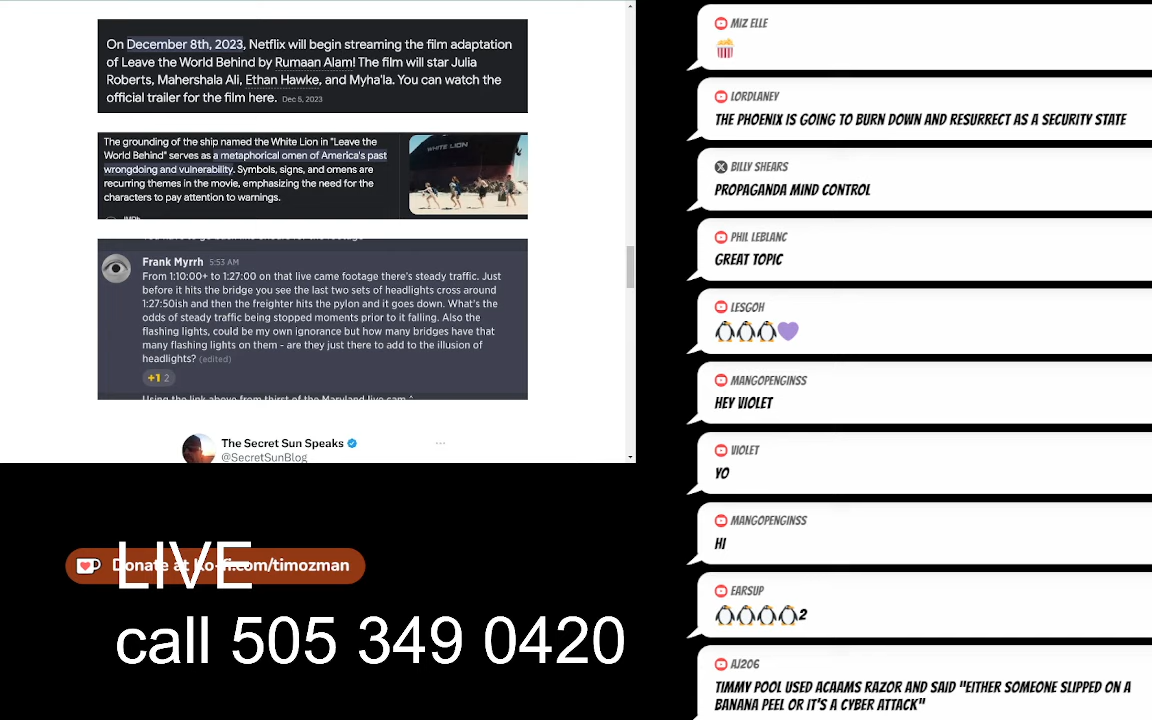 On December 8th, 2023, Netflix will begin streaming the film adaptation
of Leave the World Behind by Rumaan Alam! The film will star Julia
Roberts, Mahershala Ali, Ethan Hawke, and Myha'la. You can watch the
official trailer for the film here. Dec 5, 2023
The grounding of the ship named the White Lion in "Leave the
World Behind" serves as a metaphorical omen of America's past
wrongdoing and vulnerability. Symbols, signs, and omens are
recurring themes in the movie, emphasizing the need for the
characters to pay attention to warnings.
WHITE LION
Frank Myrrh 5:53 AM
From 1:10:00+ to 1:27:00 on that live came footage there's steady traffic. Just
before it hits the bridge you see the last two sets of headlights cross around
1:27:50ish and then the freighter hits the pylon and it goes down. What's the
odds of steady traffic being stopped moments prior to it falling. Also the
flashing lights, could be my own ignorance but how many bridges have that
many flashing lights on them - are they just there to add to the illusion of
headlights? (edited)
+1 2
Using the link above from thirst of the Maryland live cam ^
The Secret Sun Speaks
@SecretSunBlog
LIVE
Donate at ko-fi.com/timozman
call 505 349 0420
MIZ ELLE
LORDLANEY
THE PHOENIX IS GOING TO BURN DOWN AND RESURRECT AS A SECURITY STATE
BILLY SHEARS
PROPAGANDA MIND CONTROL
PHIL LEBLANC
GREAT TOPIC
LESGOH
🐧🐧🐧💜
MANGOPENGINSS
HEY VIOLET
VIOLET
YO
MANGOPENGINSS
HI
EARSUP
🐧🐧🐧🐧2
AJ206
TIMMY POOL USED ACAAMS RAZOR AND SAID "EITHER SOMEONE SLIPPED ON A
BANANA PEEL OR IT'S A CYBER ATTACK"